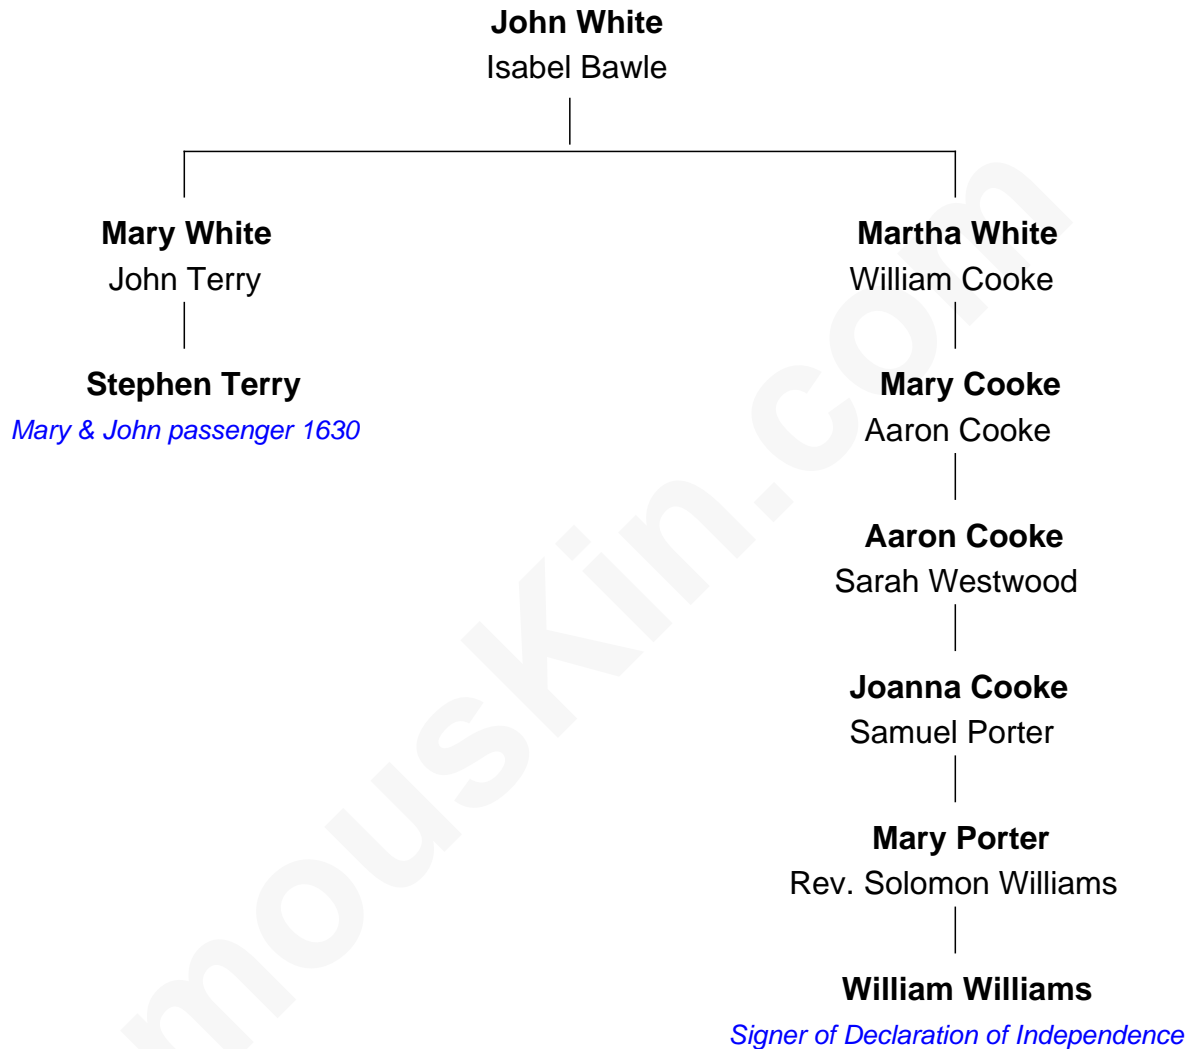 John White
Isabel Bawle
Mary White
John Terry
Stephen Terry
Mary & John passenger 1630
Martha White
William Cooke
Mary Cooke
Aaron Cooke
Aaron Cooke
Sarah Westwood
Joanna Cooke
Samuel Porter
Mary Porter
Rev. Solomon Williams
William Williams
Signer of Declaration of Independence
mouskin.com